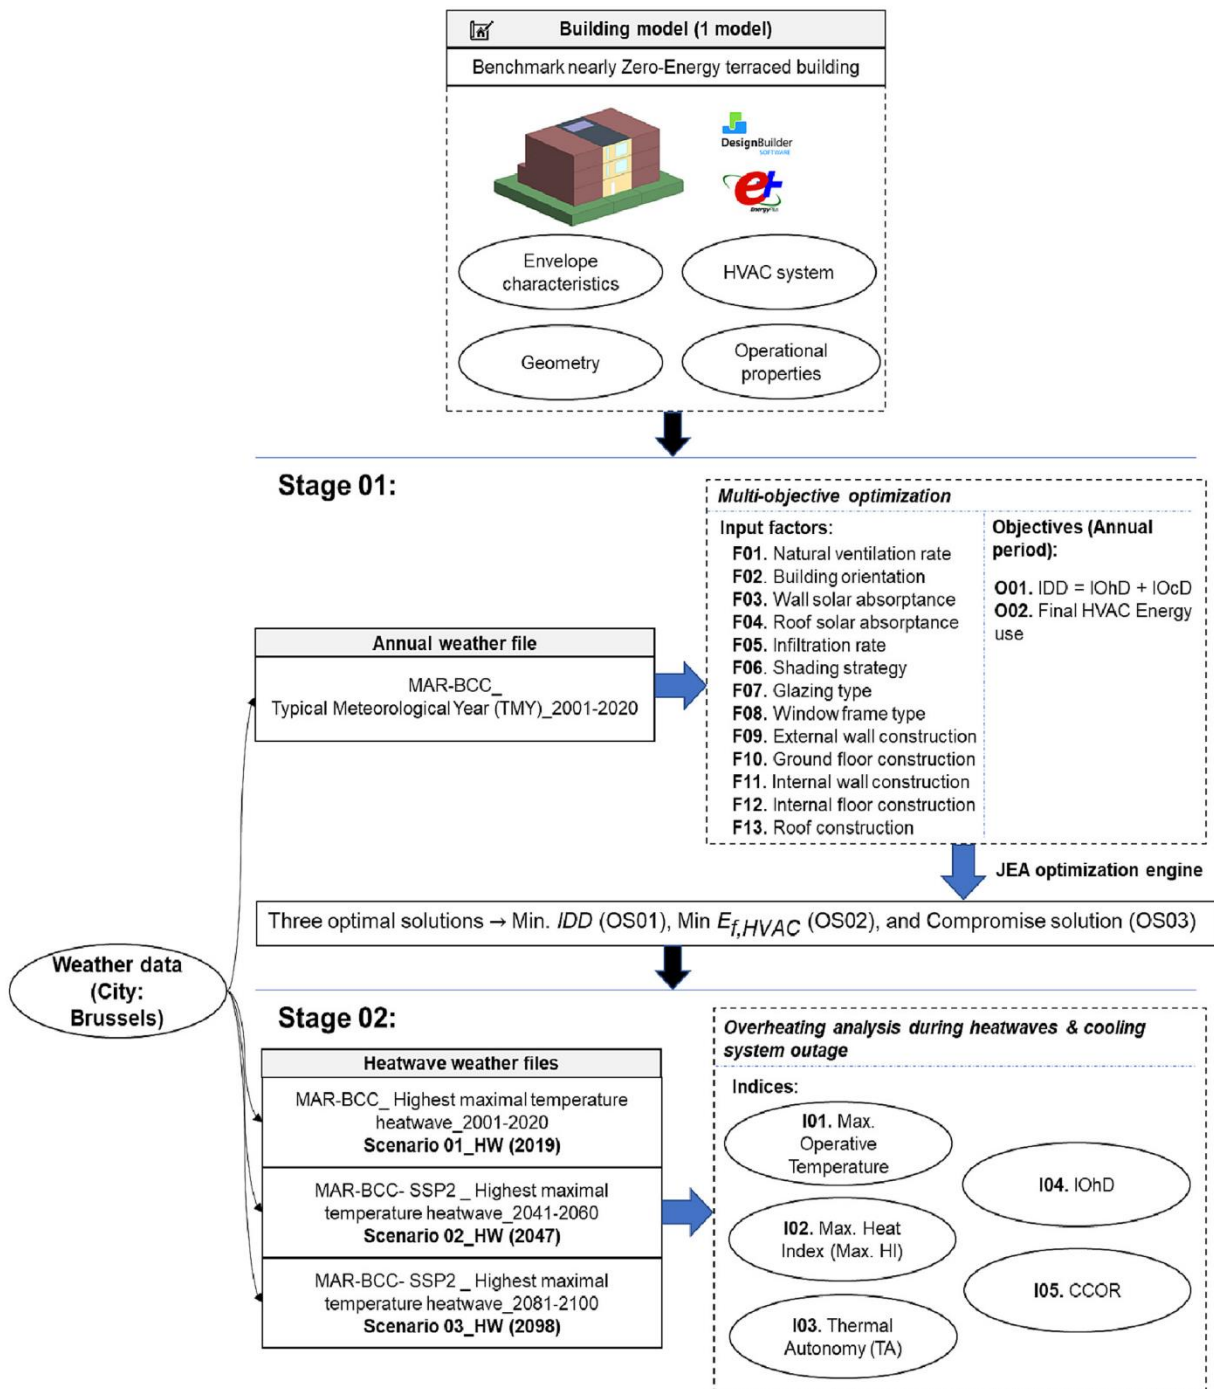 Building model (1 model)
Benchmark nearly Zero-Energy terraced building
DesignBuilder
SOFTWARE
e+
EnergyPlus
Envelope
characteristics
HVAC system
Geometry
Operational
properties
Stage 01:
Multi-objective optimization
Input factors:
F01. Natural ventilation rate
F02. Building orientation
F03. Wall solar absorptance
F04. Roof solar absorptance
F05. Infiltration rate
F06. Shading strategy
F07. Glazing type
F08. Window frame type
F09. External wall construction
F10. Ground floor construction
F11. Internal wall construction
F12. Internal floor construction
F13. Roof construction
Objectives (Annual
period):
O01. IDD = IOhD + IOcD
O02. Final HVAC Energy
use
Annual weather file
MAR-BCC_
Typical Meteorological Year (TMY)_2001-2020
JEA optimization engine
Three optimal solutions → Min. IDD (OS01), Min E_f,HVAC (OS02), and Compromise solution (OS03)
Weather data
(City:
Brussels)
Stage 02:
Heatwave weather files
MAR-BCC_ Highest maximal temperature
heatwave_2001-2020
Scenario 01_HW (2019)
MAR-BCC- SSP2 _ Highest maximal
temperature heatwave_2041-2060
Scenario 02_HW (2047)
MAR-BCC- SSP2 _ Highest maximal
temperature heatwave_2081-2100
Scenario 03_HW (2098)
Overheating analysis during heatwaves & cooling
system outage
Indices:
I01. Max.
Operative
Temperature
I02. Max. Heat
Index (Max. HI)
I03. Thermal
Autonomy (TA)
I04. IOhD
I05. CCOR